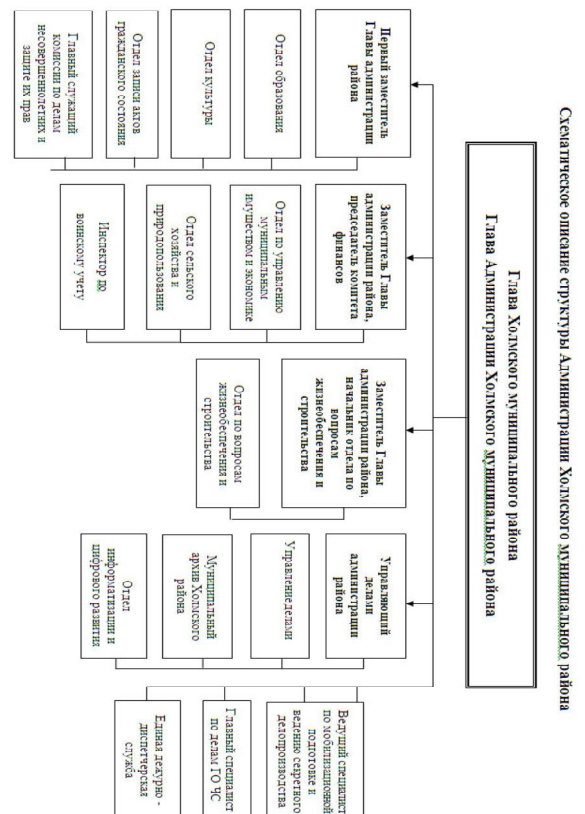 Схематическое описание структуры Администрации Холмского муниципального района
Глава Холмского муниципального района
Глава Администрации Холмского муниципального района
Первый заместитель
Главы администрации
района
Отдел образования
Отдел культуры
Отдел записи актов
гражданского состояния
Главный служащий
комиссии по делам
несовершеннолетних и
защите их прав
Заместитель Главы
администрации района,
председатель комитета
финансов
Отдел по управлению
муниципальным
имуществом и экономике
Отдел сельского
хозяйства и
природопользования
Инспектор по
воинскому учету
Заместитель Главы
администрации района,
начальник отдела по
вопросам
жизнеобеспечения и
строительства
Отдел по вопросам
жизнеобеспечения и
строительства
Управляющий
делами
администрации
района
Управление делами
Муниципальный
архив Холмского
района
Отдел
информатизации и
цифрового развития
Ведущий специалист
по мобилизационной
подготовке и
ведению секретного
делопроизводства
Главный специалист
по делам ГО ЧС
Единая дежурно -
диспетчерская
служба